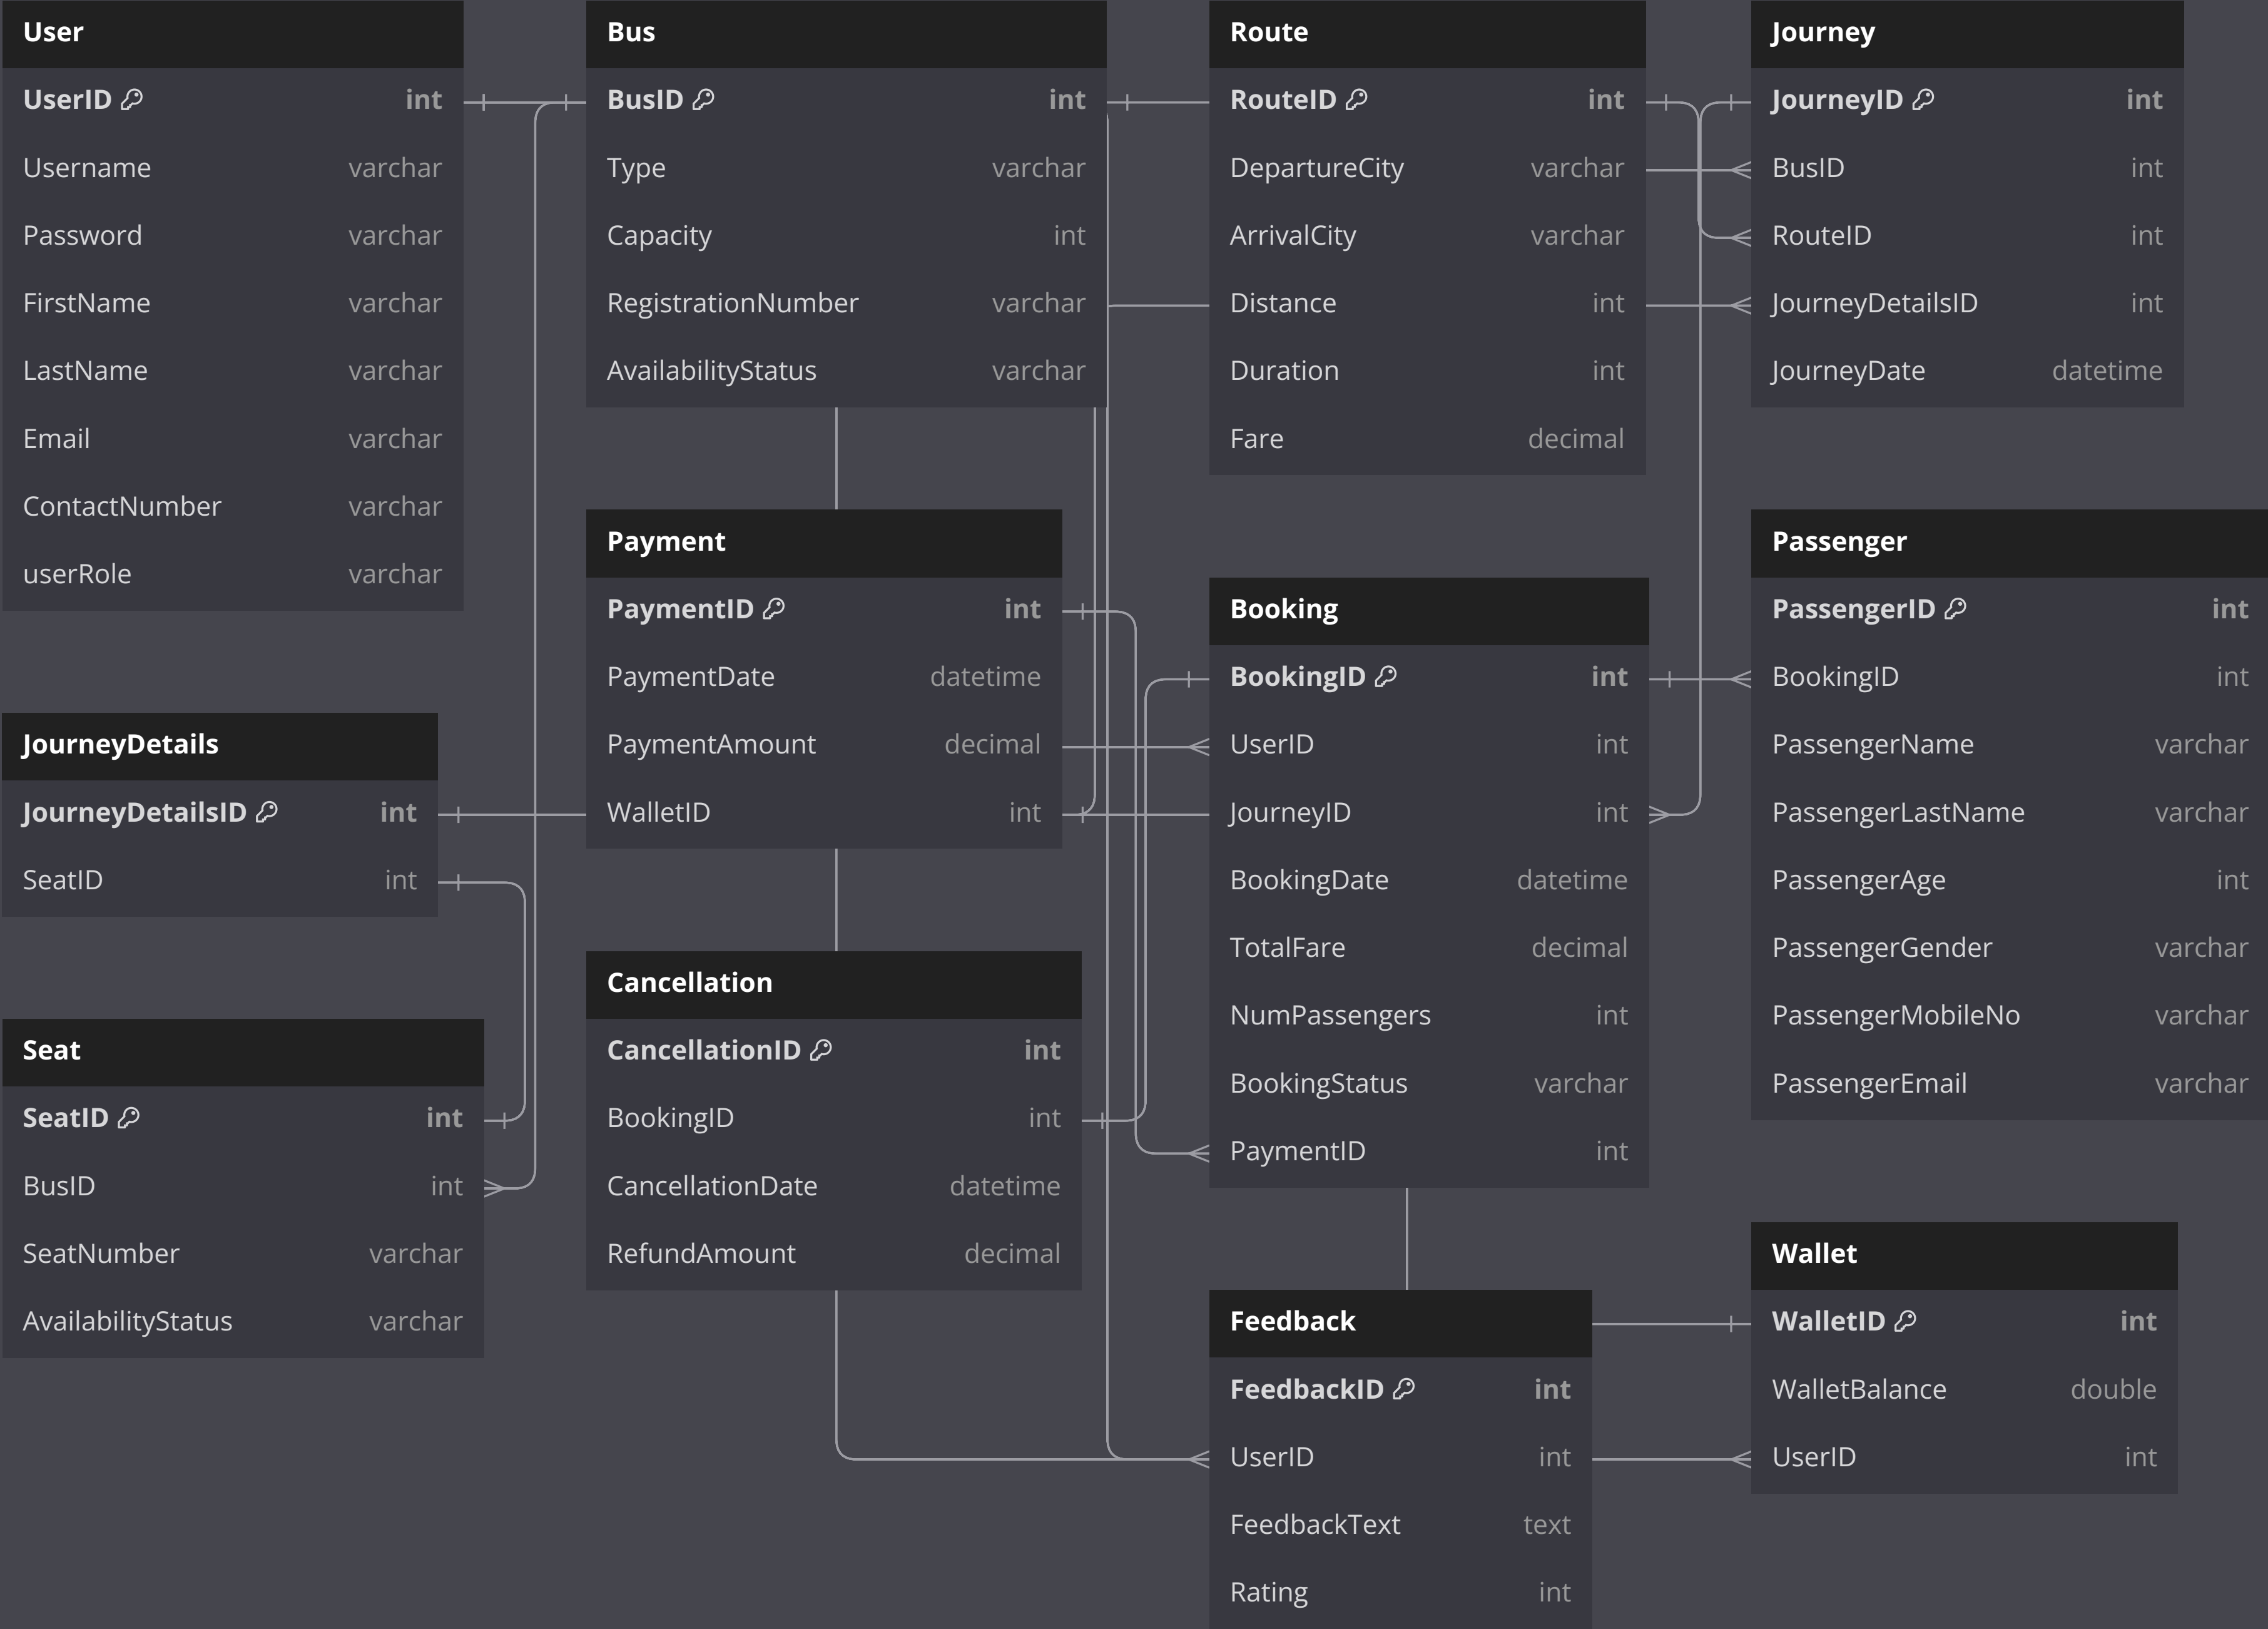 User
UserID int
Username varchar
Password varchar
FirstName varchar
LastName varchar
Email varchar
ContactNumber varchar
userRole varchar
Bus
BusID int
Type varchar
Capacity int
RegistrationNumber varchar
AvailabilityStatus varchar
Route
RouteID int
DepartureCity varchar
ArrivalCity varchar
Distance int
Duration int
Fare decimal
Journey
JourneyID int
BusID int
RouteID int
JourneyDetailsID int
JourneyDate datetime
Payment
PaymentID int
PaymentDate datetime
PaymentAmount decimal
WalletID int
Booking
BookingID int
UserID int
JourneyID int
BookingDate datetime
TotalFare decimal
NumPassengers int
BookingStatus varchar
PaymentID int
Passenger
PassengerID int
BookingID int
PassengerName varchar
PassengerLastName varchar
PassengerAge int
PassengerGender varchar
PassengerMobileNo varchar
PassengerEmail varchar
JourneyDetails
JourneyDetailsID int
SeatID int
Seat
SeatID int
BusID int
SeatNumber varchar
AvailabilityStatus varchar
Cancellation
CancellationID int
BookingID int
CancellationDate datetime
RefundAmount decimal
Feedback
FeedbackID int
UserID int
FeedbackText text
Rating int
Wallet
WalletID int
WalletBalance double
UserID int